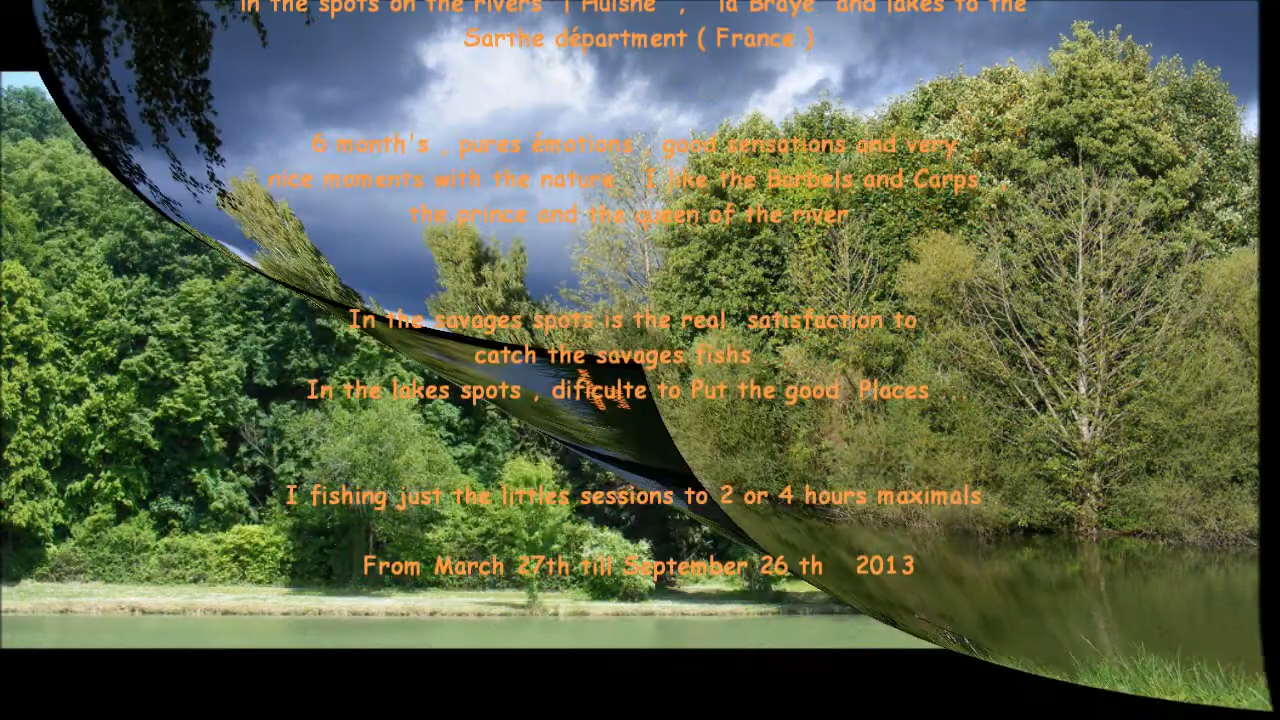 in the spots on the rivers " l'Huisne " , " la Braye" and lakes to the
Sarthe départment ( France )
6 month's , pures émotions , good sensations and very
nice moments with the nature . I like the Barbels and Carps
the prince and the queen of the river
In the savages spots is the real satisfaction to
catch the savages fishs
In the lakes spots , dificulte to Put the good Places ...
I fishing just the littles sessions to 2 or 4 hours maximals
From March 27th till September 26 th 2013